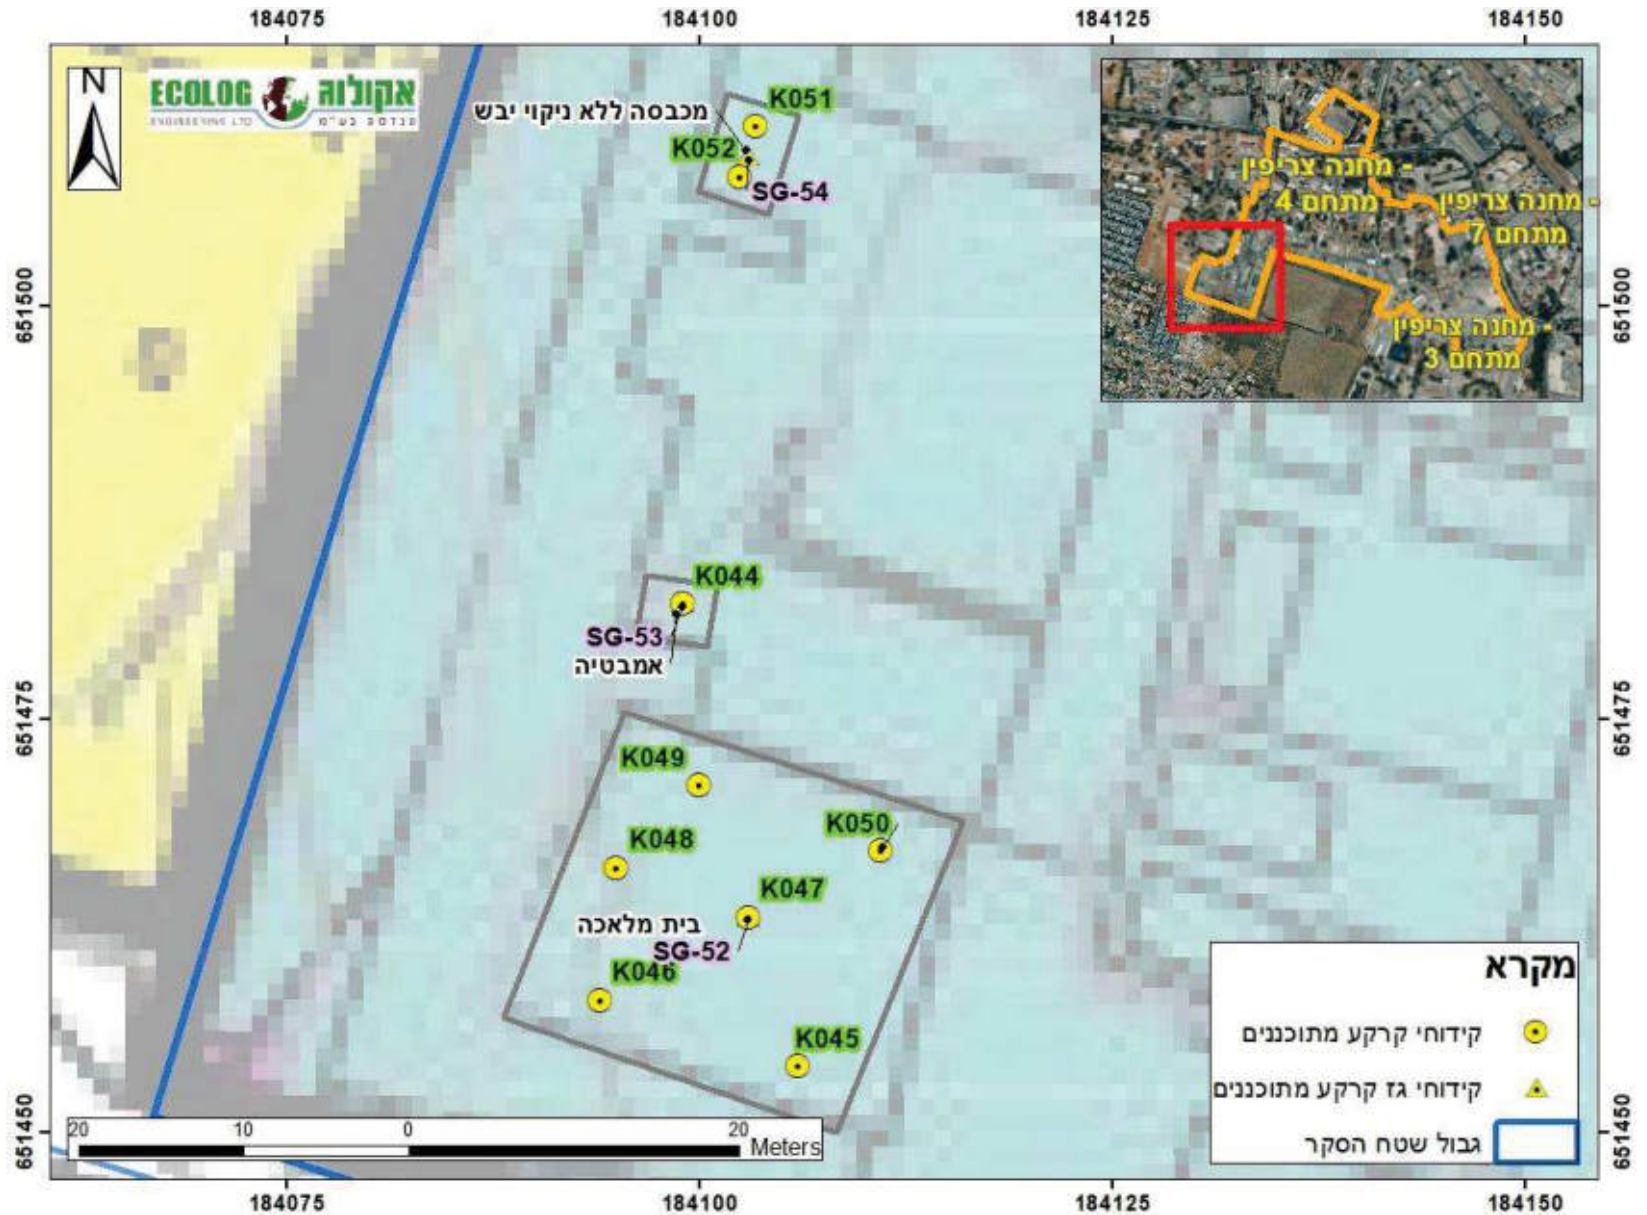 184075 184100 184125 184150
N
ECOLOG אקולוג
ENGINEERING LTD הנדסה בע"מ
K051
מכבסה ללא ניקוי יבש
K052
SG-54
מחנה צריפין -
מתחם 4
מחנה צריפין -
מתחם 7
מחנה צריפין -
מתחם 3
651500 651500
K044
SG-53
אמבטיה
651475 651475
K049
K050
K048
K047
בית מלאכה
SG-52
K046
K045
מקרא
קידוחי קרקע מתוכננים
קידוחי גז קרקע מתוכננים
גבול שטח הסקר
651450 651450
20 10 0 20
Meters
184075 184100 184125 184150